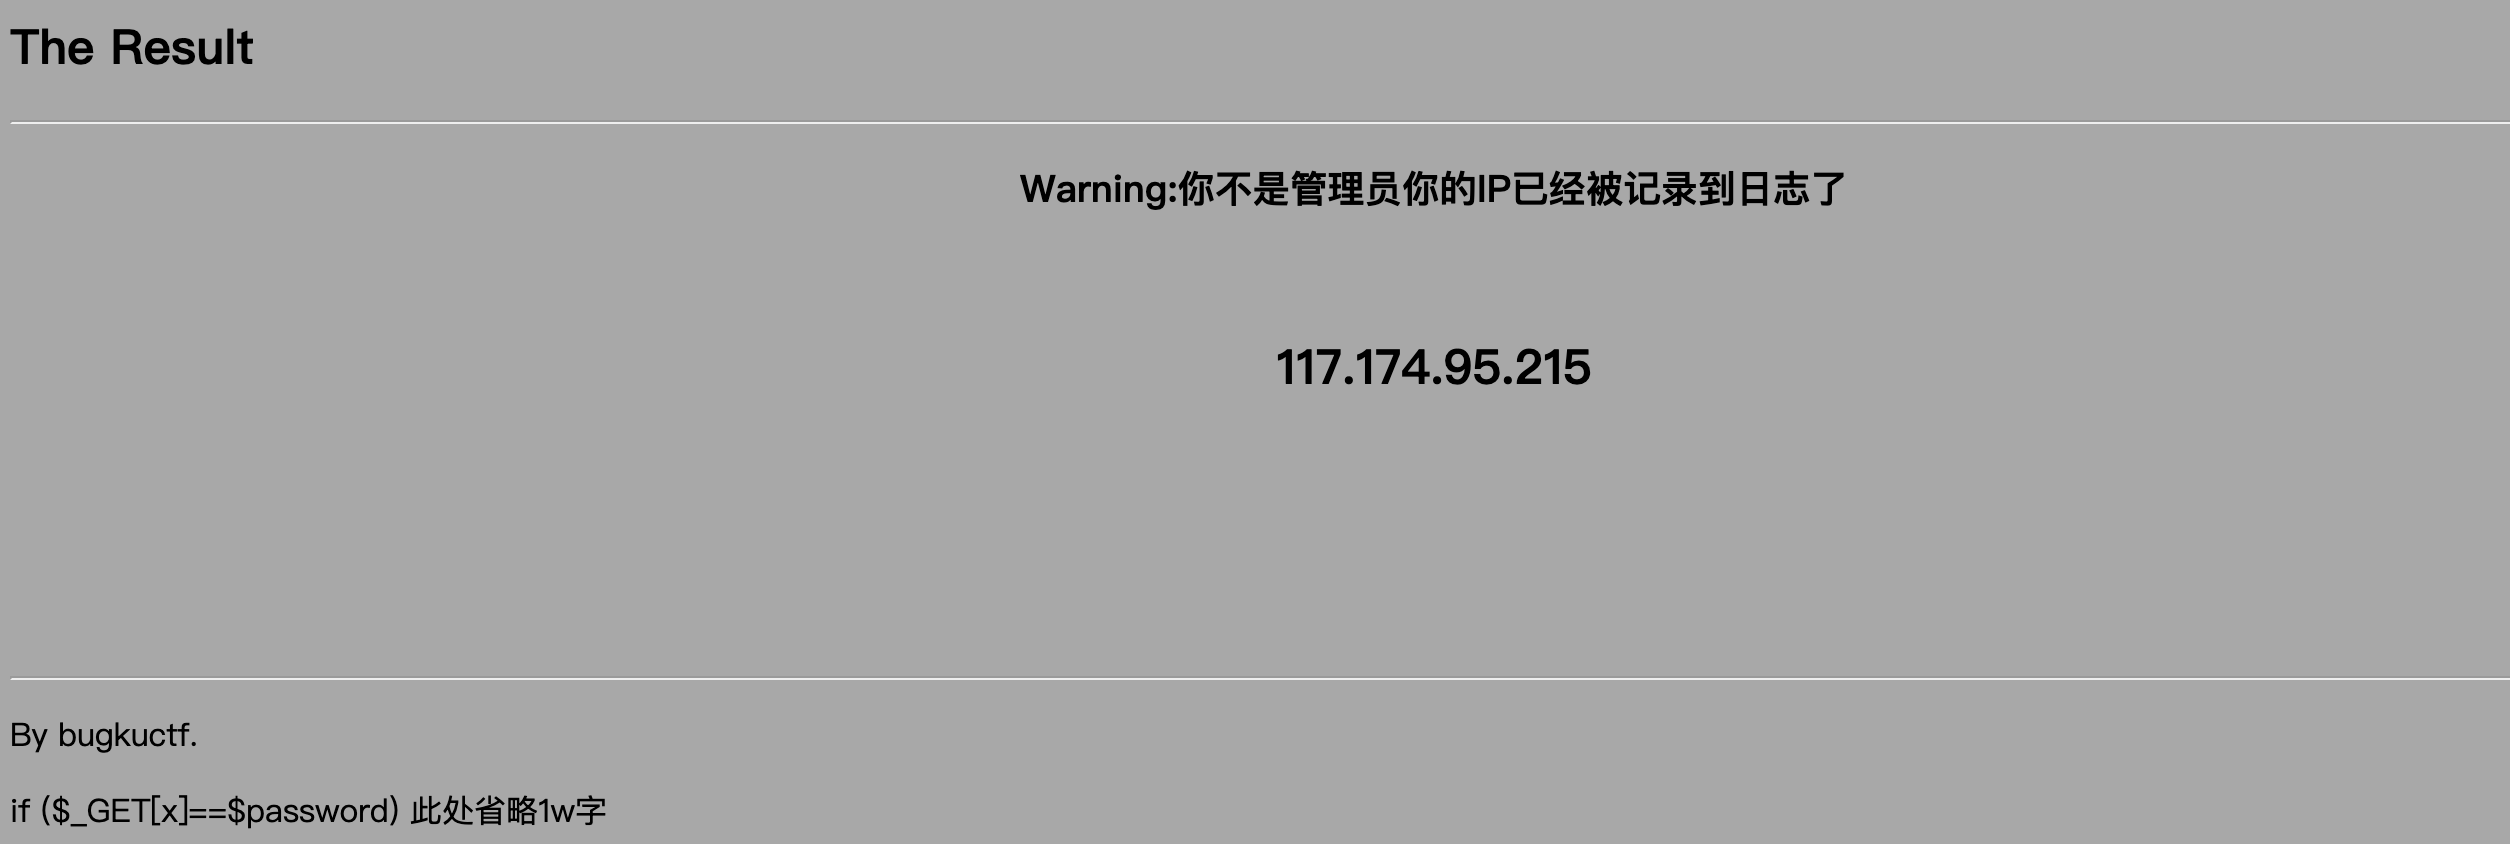 The Result
Warning:你不是管理员你的IP已经被记录到日志了
117.174.95.215
By bugkuctf.
if ($_GET[x]==$password) 此处省略1w字